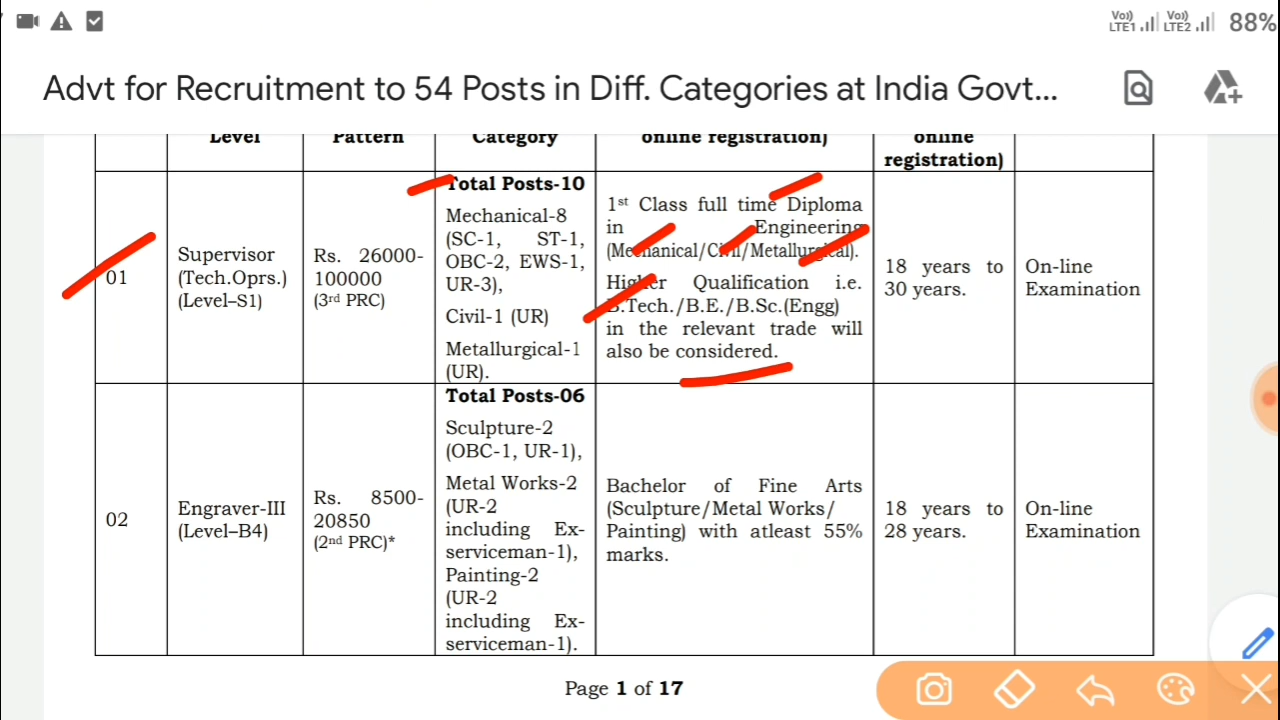 Vo)) LTE1 Vo)) LTE2 88%
Advt for Recruitment to 54 Posts in Diff. Categories at India Govt...
Level
Pattern
Category
online registration)
online
registration)
01
Supervisor
(Tech.Oprs.)
(Level–S1)
Rs. 26000-
100000
(3rd PRC)
Total Posts-10
Mechanical-8
(SC-1, ST-1,
OBC-2, EWS-1,
UR-3),
Civil-1 (UR)
Metallurgical-1
(UR).
1st Class full time Diploma
in Engineering
(Mechanical/Civil/Metallurgical).
Higher Qualification i.e.
B.Tech./B.E./B.Sc.(Engg)
in the relevant trade will
also be considered.
18 years to
30 years.
On-line
Examination
02
Engraver-III
(Level–B4)
Rs. 8500-
20850
(2nd PRC)*
Total Posts-06
Sculpture-2
(OBC-1, UR-1),
Metal Works-2
(UR-2
including Ex-
serviceman-1),
Painting-2
(UR-2
including Ex-
serviceman-1).
Bachelor of Fine Arts
(Sculpture/Metal Works/
Painting) with atleast 55%
marks.
18 years to
28 years.
On-line
Examination
Page 1 of 17